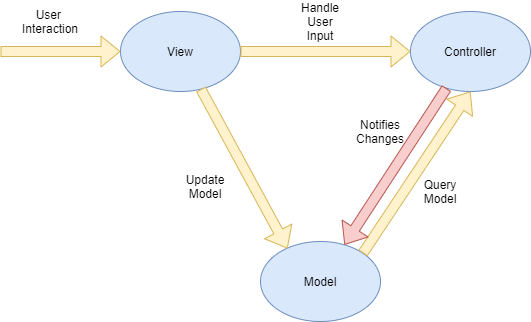 User
Interaction
Handle
User
Input
View
Controller
Notifies
Changes
Update
Model
Query
Model
Model